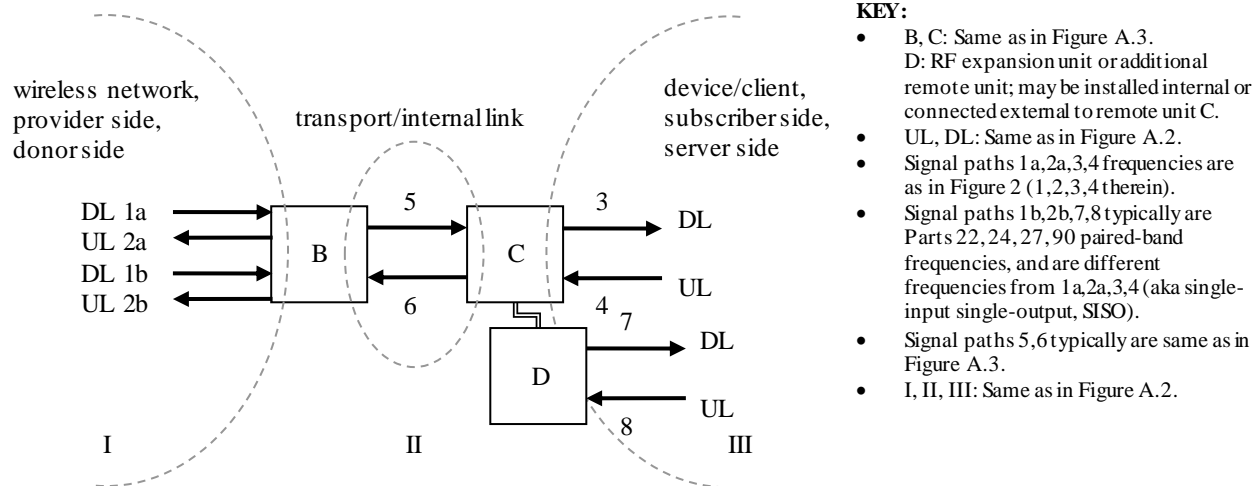 wireless network,
provider side,
donor side
transport/internal link
device/client,
subscriber side,
server side
DL 1a
UL 2a
DL 1b
UL 2b
B
5
6
C
3
DL
UL
4
7
D
DL
UL
8
I
II
III
KEY:
• B, C: Same as in Figure A.3.
D: RF expansion unit or additional
remote unit; may be installed internal or
connected external to remote unit C.
• UL, DL: Same as in Figure A.2.
• Signal paths 1a,2a,3,4 frequencies are
as in Figure 2 (1,2,3,4 therein).
• Signal paths 1b,2b,7,8 typically are
Parts 22, 24, 27, 90 paired-band
frequencies, and are different
frequencies from 1a,2a,3,4 (aka single-
input single-output, SISO).
• Signal paths 5,6 typically are same as in
Figure A.3.
• I, II, III: Same as in Figure A.2.